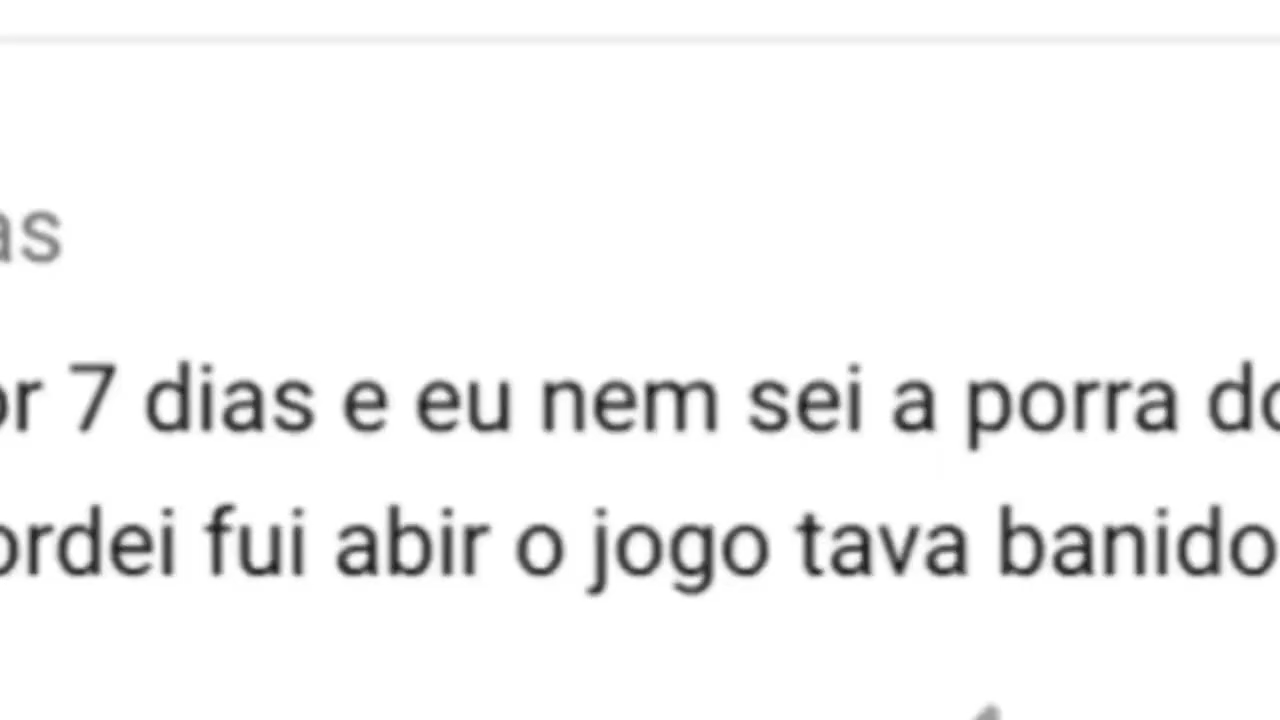 as
or 7 dias e eu nem sei a porra do
ordei fui abir o jogo tava banido